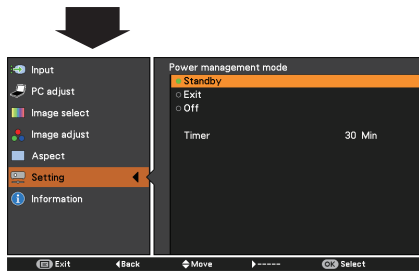 Input
PC adjust
Image select
Image adjust
Aspect
Setting
Information
Power management mode
Standby
Exit
Off
Timer 30 Min
Exit Back Move ----- OK Select